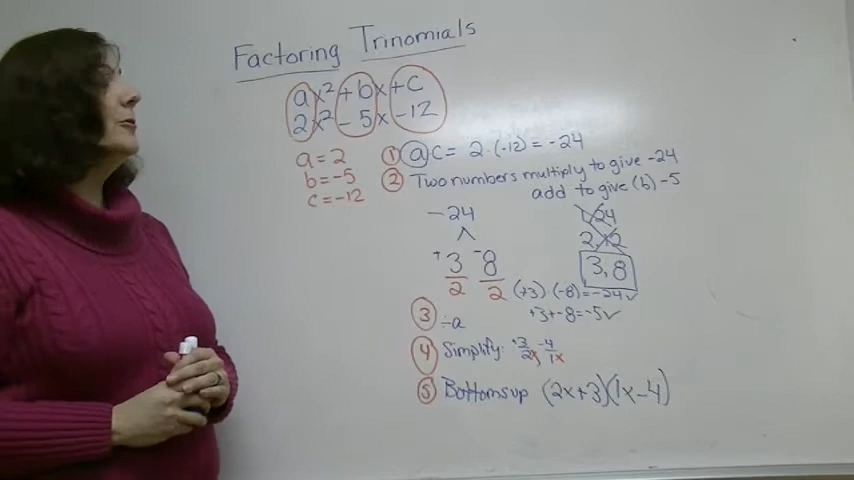 Factoring Trinomials
ax² + bx + c
2x² - 5x - 12
a = 2
b = -5
c = -12
① ac = 2·(-12) = -24
② Two numbers multiply to give -24
add to give (b) -5
-24
+3 -8
2 2
1,24
2,12
3,8
(+3) (-8) = -24 ✓
+3 + -8 = -5 ✓
③ ÷a
④ Simplify: +3/2x, -4/1x
⑤ Bottoms up (2x+3)(1x-4)